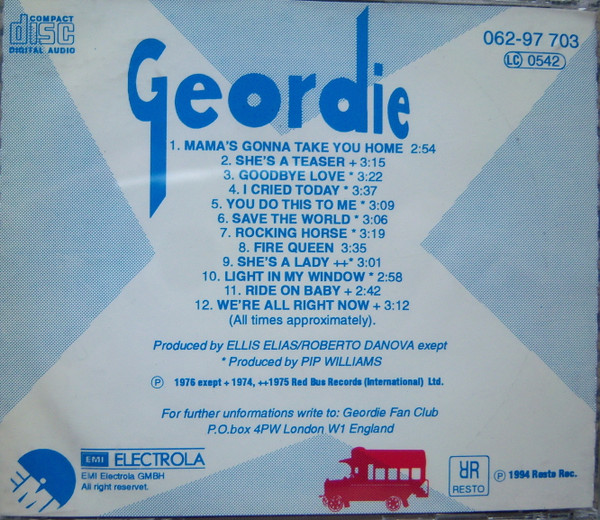 COMPACT
disc
DIGITAL AUDIO
062-97 703
LC 0542
Geordie
1. MAMA'S GONNA TAKE YOU HOME 2:54
2. SHE'S A TEASER + 3:15
3. GOODBYE LOVE * 3:22
4. I CRIED TODAY * 3:37
5. YOU DO THIS TO ME * 3:09
6. SAVE THE WORLD * 3:06
7. ROCKING HORSE * 3:19
8. FIRE QUEEN 3:35
9. SHE'S A LADY ++* 3:01
10. LIGHT IN MY WINDOW * 2:58
11. RIDE ON BABY + 2:42
12. WE'RE ALL RIGHT NOW + 3:12
(All times approximately).
Produced by ELLIS ELIAS/ROBERTO DANOVA exept
* Produced by PIP WILLIAMS
Ⓟ 1976 exept + 1974, ++1975 Red Bus Records (International) Ltd.
For further unformations write to: Geordie Fan Club
P.O.box 4PW London W1 England
EMI
EMI ELECTROLA
EMI Electrola GMBH
All right reservet.
RR
RESTO
Ⓟ 1994 Resto Rec.